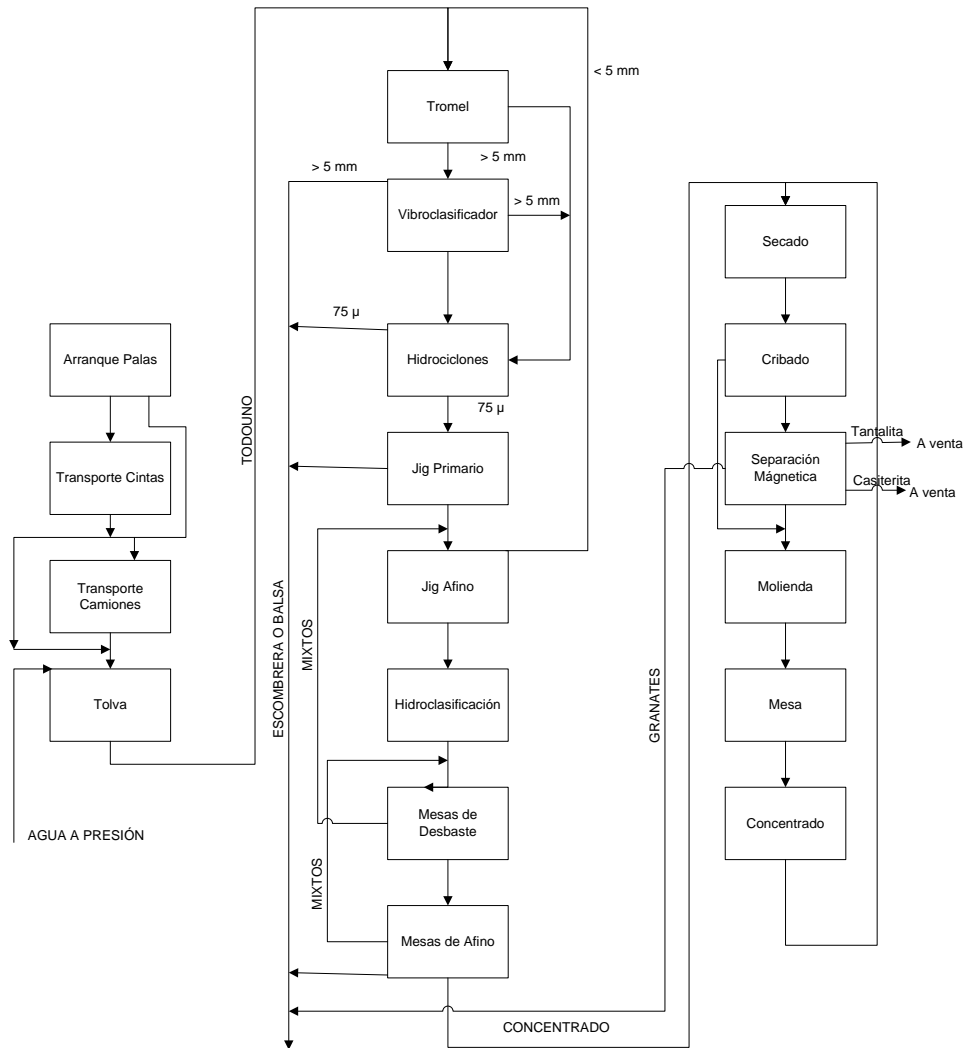 Arranque Palas
Transporte Cintas
Transporte
Camiones
Tolva
AGUA A PRESIÓN
TODOUNO
< 5 mm
Tromel
> 5 mm
> 5 mm
Vibroclasificador
> 5 mm
75 µ
Hidrociclones
75 µ
Jig Primario
Jig Afino
MIXTOS
ESCOMBRERA O BALSA
Hidroclasificación
Mesas de
Desbaste
MIXTOS
Mesas de Afino
CONCENTRADO
GRANATES
Secado
Cribado
Separación
Mágnetica
Tantalita
A venta
Casiterita
A venta
Molienda
Mesa
Concentrado